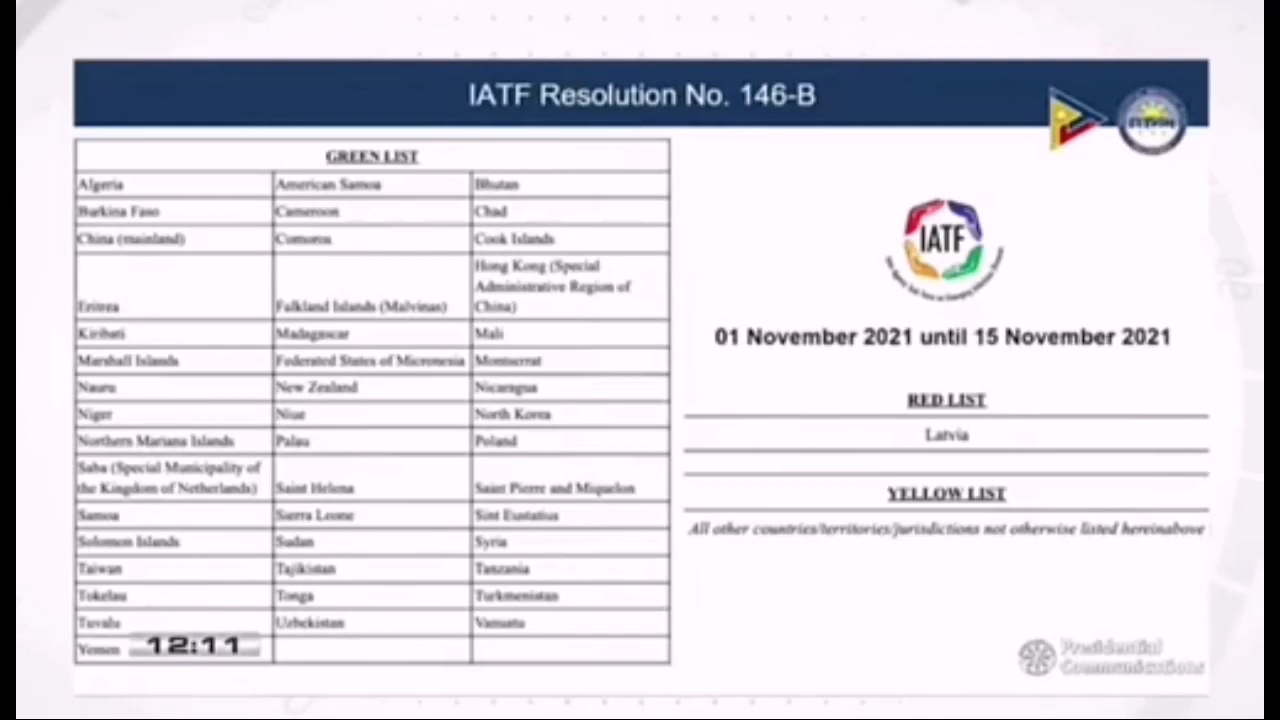 IATF Resolution No. 146-B
GREEN LIST
Algeria American Samoa Bhutan
Burkina Faso Cameroon Chad
China (mainland) Comoros Cook Islands
Hong Kong (Special
Administrative Region of
Eritrea Falkland Islands (Malvinas) China)
Kiribati Madagascar Mali
Marshall Islands Federated States of Micronesia Montserrat
Nauru New Zealand Nicaragua
Niger Niue North Korea
Northern Mariana Islands Palau Poland
Saba (Special Municipality of
the Kingdom of Netherlands) Saint Helena Saint Pierre and Miquelon
Samoa Sierra Leone Sint Eustatius
Solomon Islands Sudan Syria
Taiwan Tajikistan Tanzania
Tokelau Tonga Turkmenistan
Tuvalu Uzbekistan Vanuatu
Yemen
12:11
IATF
01 November 2021 until 15 November 2021
RED LIST
Latvia
YELLOW LIST
All other countries/territories/jurisdictions not otherwise listed hereinabove
Presidential
Communications